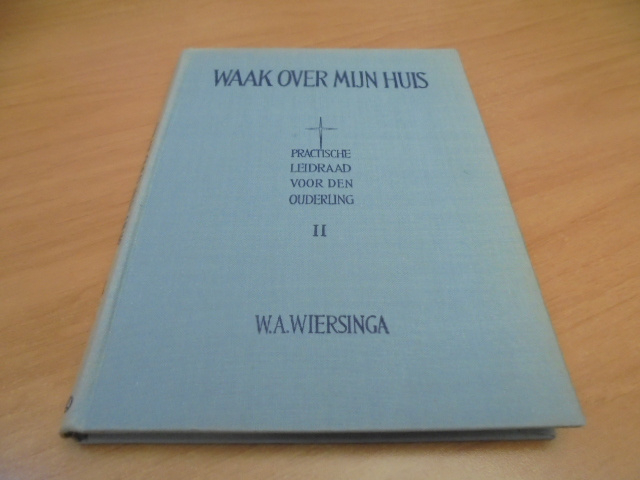 WAAK OVER MIJN HUIS
PRACTISCHE
LEIDRAAD
VOOR DEN
OUDERLING
II
W.A.WIERSINGA